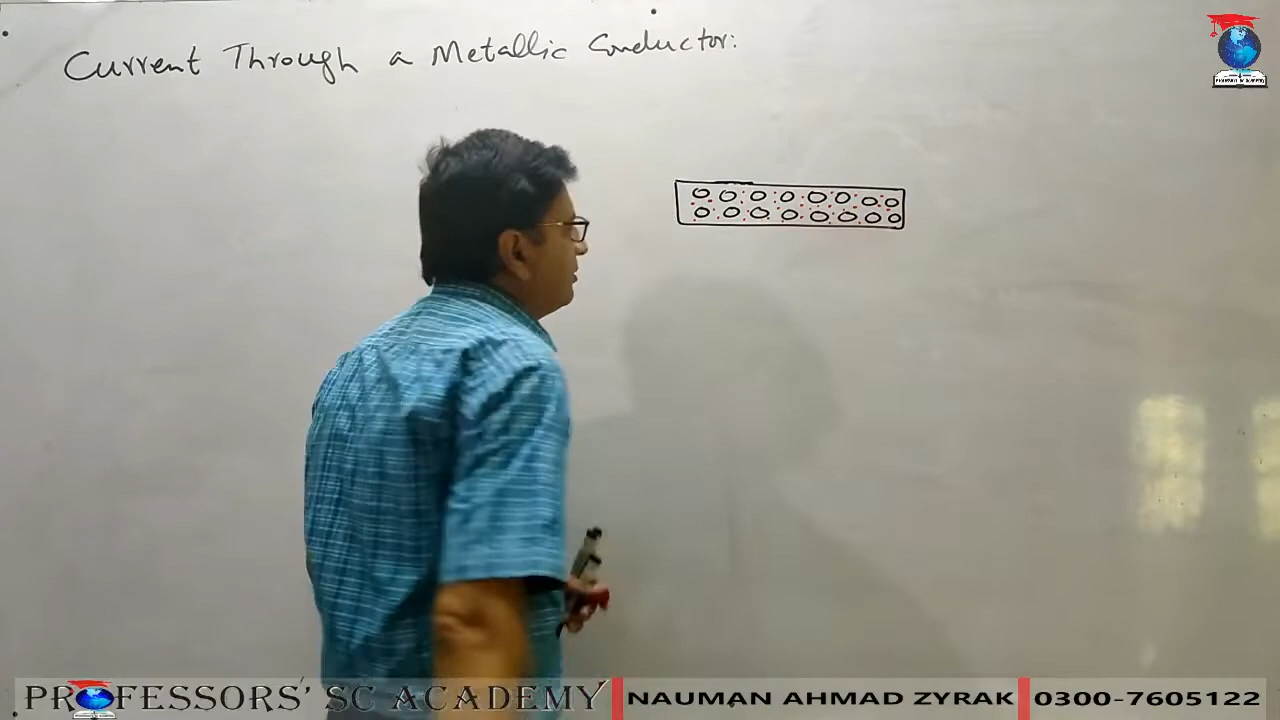 Current Through a Metallic Conductor:
PROFESSORS' SC ACADEMY
NAUMAN AHMAD ZYRAK
0300-7605122